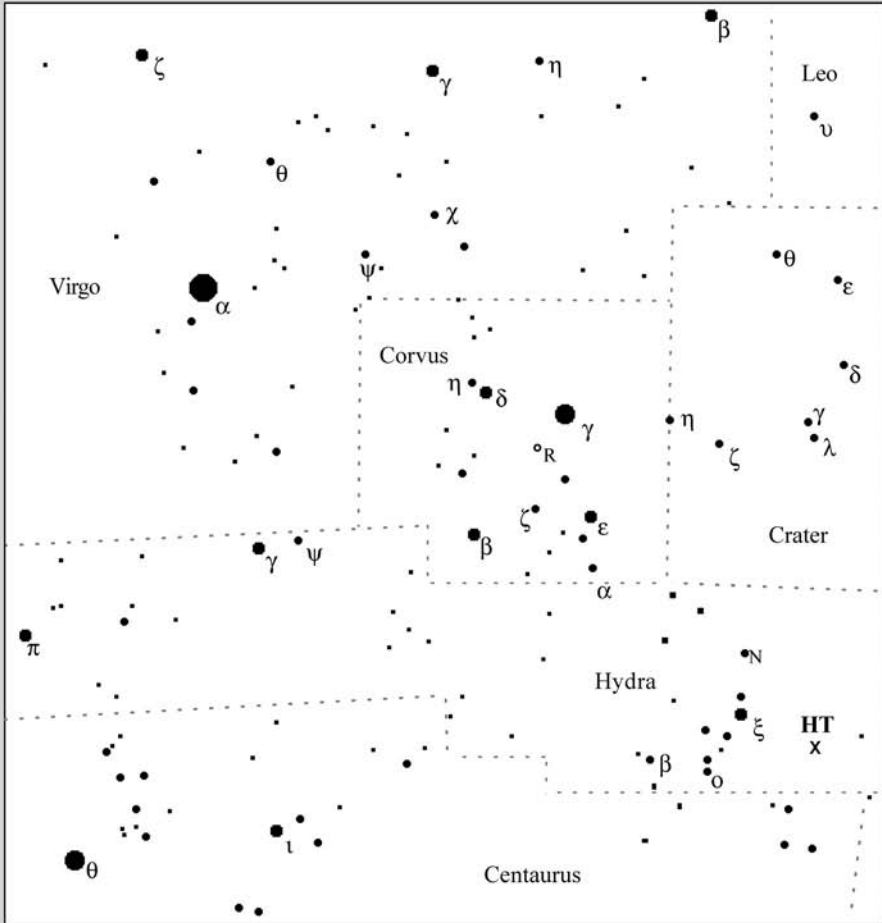 β
ζ
η
γ
Leo
υ
θ
χ
ψ
θ
Virgo
ε
α
Corvus
δ
η
δ
γ
γ
η
R
ζ
λ
ζ
ε
β
Crater
γ
ψ
α
π
N
Hydra
ξ
HT
x
β
o
ι
θ
Centaurus